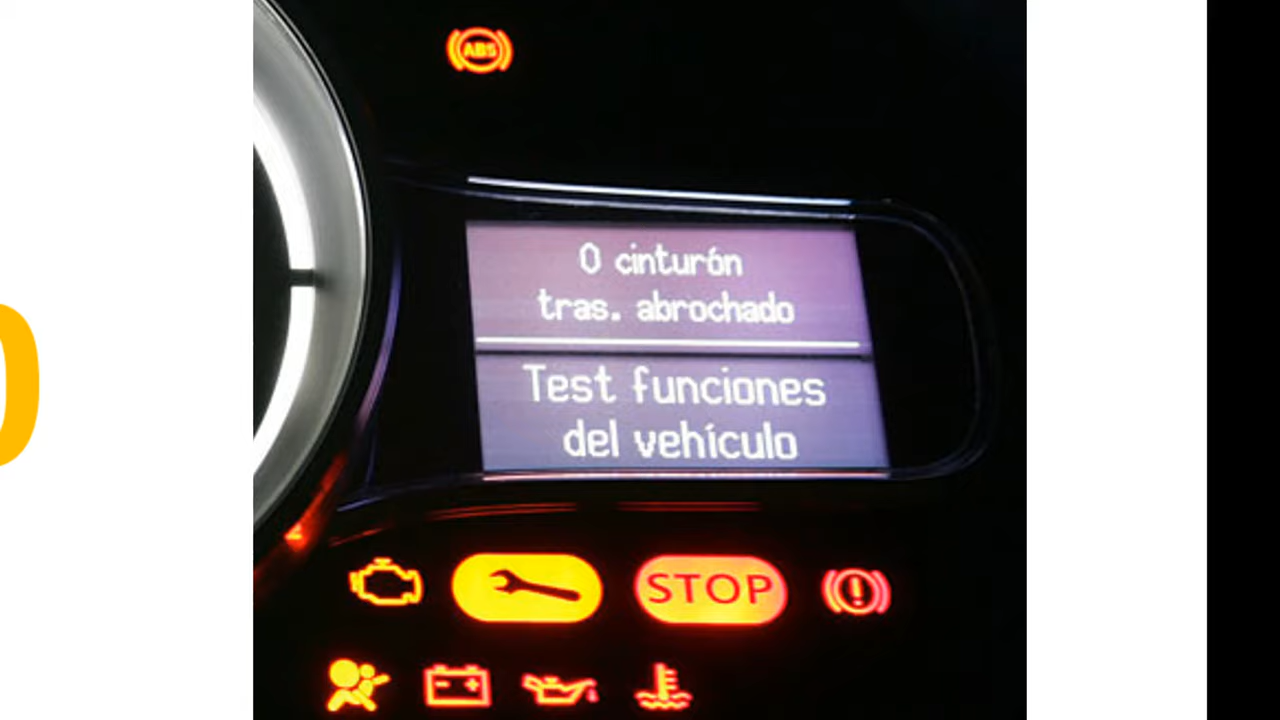 ABS
0 cinturón
tras. abrochado
Test funciones
del vehículo
STOP